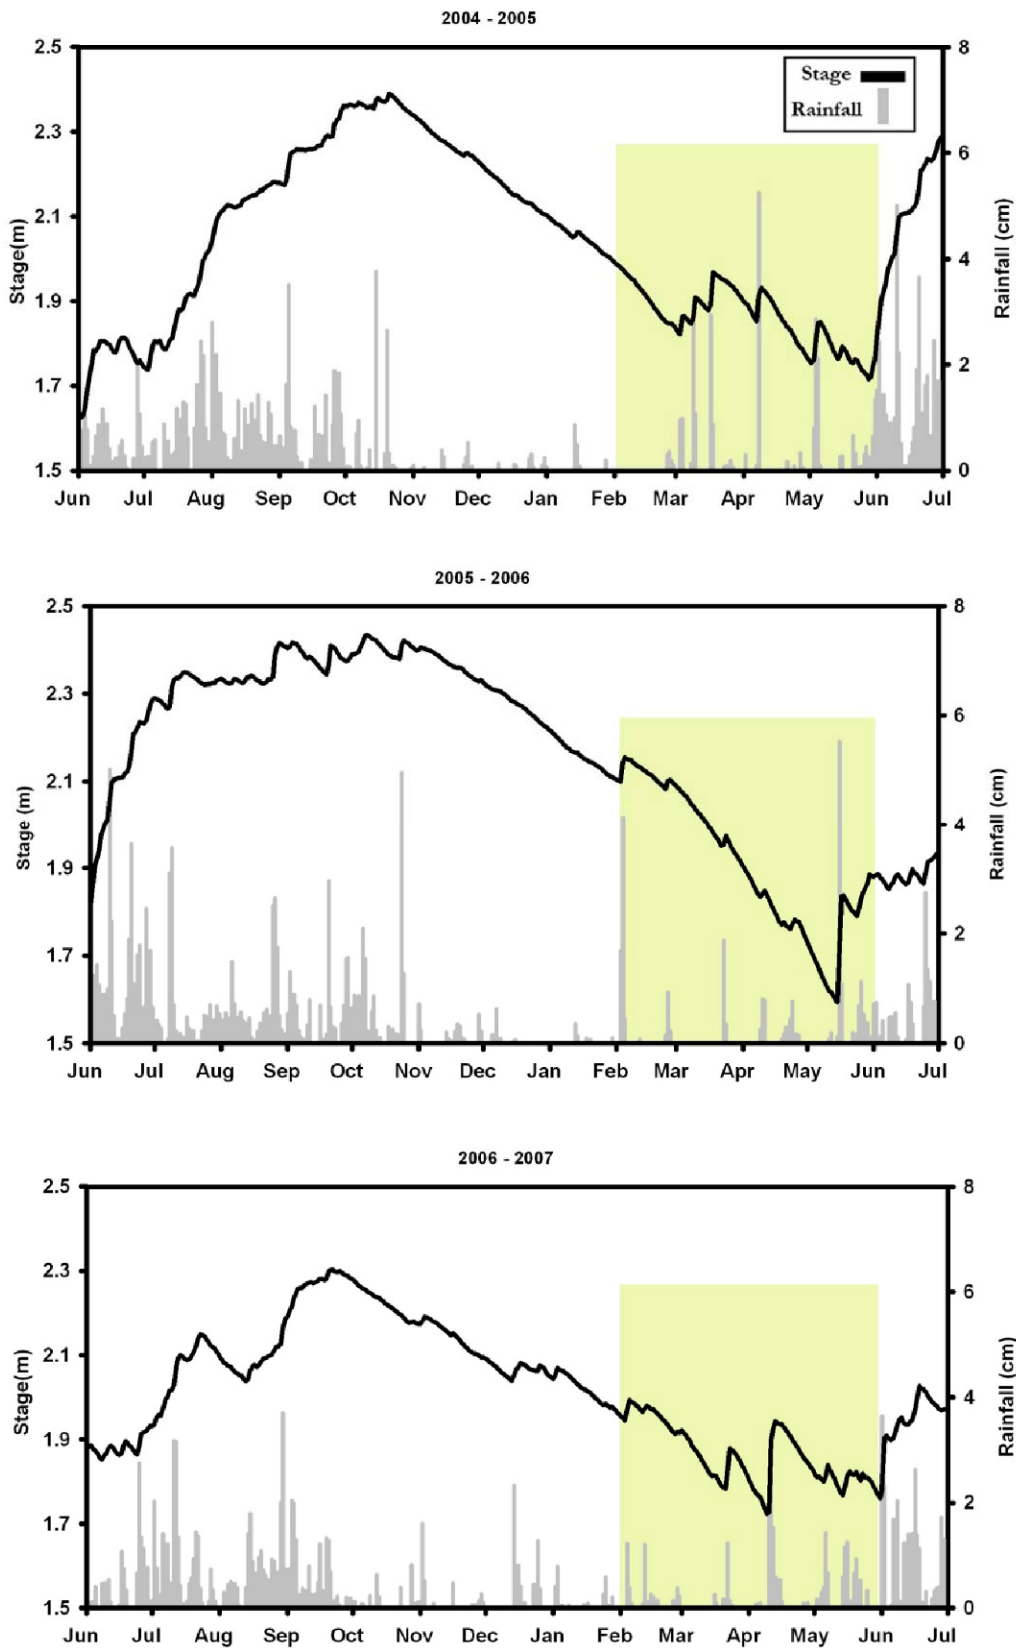 2004 - 2005
2.5
2.3
2.1
1.9
1.7
1.5
Stage(m)
8
6
4
2
0
Rainfall (cm)
Stage
Rainfall
Jun Jul Aug Sep Oct Nov Dec Jan Feb Mar Apr May Jun Jul
2005 - 2006
2.5
2.3
2.1
1.9
1.7
1.5
Stage (m)
8
6
4
2
0
Rainfall (cm)
Jun Jul Aug Sep Oct Nov Dec Jan Feb Mar Apr May Jun Jul
2006 - 2007
2.5
2.3
2.1
1.9
1.7
1.5
Stage(m)
8
6
4
2
0
Rainfall (cm)
Jun Jul Aug Sep Oct Nov Dec Jan Feb Mar Apr May Jun Jul